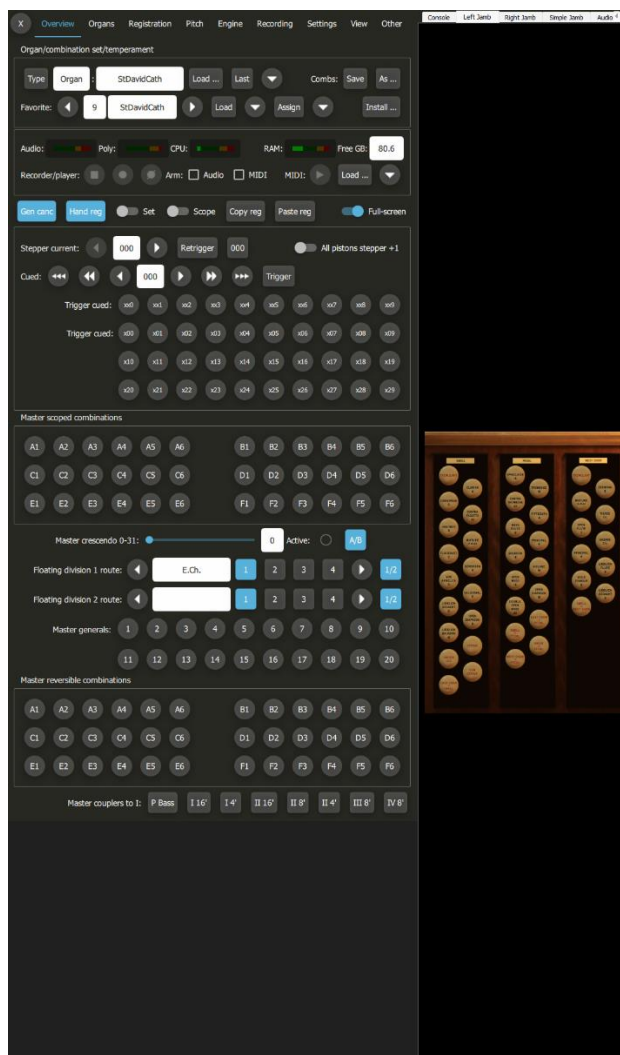 X Overview Organs Registration Pitch Engine Recording Settings View Other
Console Left Jamb Right Jamb Simple Jamb Audio
Organ/combination set/temperament
Type Organ : StDavidCath Load ... Last Combs: Save As ...
Favorite: 9 StDavidCath Load Assign Install ...
Audio: Poly: CPU: RAM: Free GB: 80.6
Recorder/player: Arm: Audio MIDI MIDI: Load ...
Gen canc Hand reg Set Scope Copy reg Paste reg Full-screen
Stepper current: 000 Retrigger 000 All pistons stepper +1
Cued: 000 Trigger
Trigger cued: xx0 xx1 xx2 xx3 xx4 xx5 xx6 xx7 xx8 xx9
Trigger cued: x00 x01 x02 x03 x04 x05 x06 x07 x08 x09
x10 x11 x12 x13 x14 x15 x16 x17 x18 x19
x20 x21 x22 x23 x24 x25 x26 x27 x28 x29
Master scoped combinations
A1 A2 A3 A4 A5 A6 B1 B2 B3 B4 B5 B6
C1 C2 C3 C4 C5 C6 D1 D2 D3 D4 D5 D6
E1 E2 E3 E4 E5 E6 F1 F2 F3 F4 F5 F6
Master crescendo 0-31: 0 Active: A/B
Floating division 1 route: E.Ch. 1 2 3 4 1/2
Floating division 2 route: 1 2 3 4 1/2
Master generals: 1 2 3 4 5 6 7 8 9 10
11 12 13 14 15 16 17 18 19 20
Master reversible combinations
A1 A2 A3 A4 A5 A6 B1 B2 B3 B4 B5 B6
C1 C2 C3 C4 C5 C6 D1 D2 D3 D4 D5 D6
E1 E2 E3 E4 E5 E6 F1 F2 F3 F4 F5 F6
Master couplers to I: P Bass I 16' I 4' II 16' II 8' II 4' III 8' IV 8'